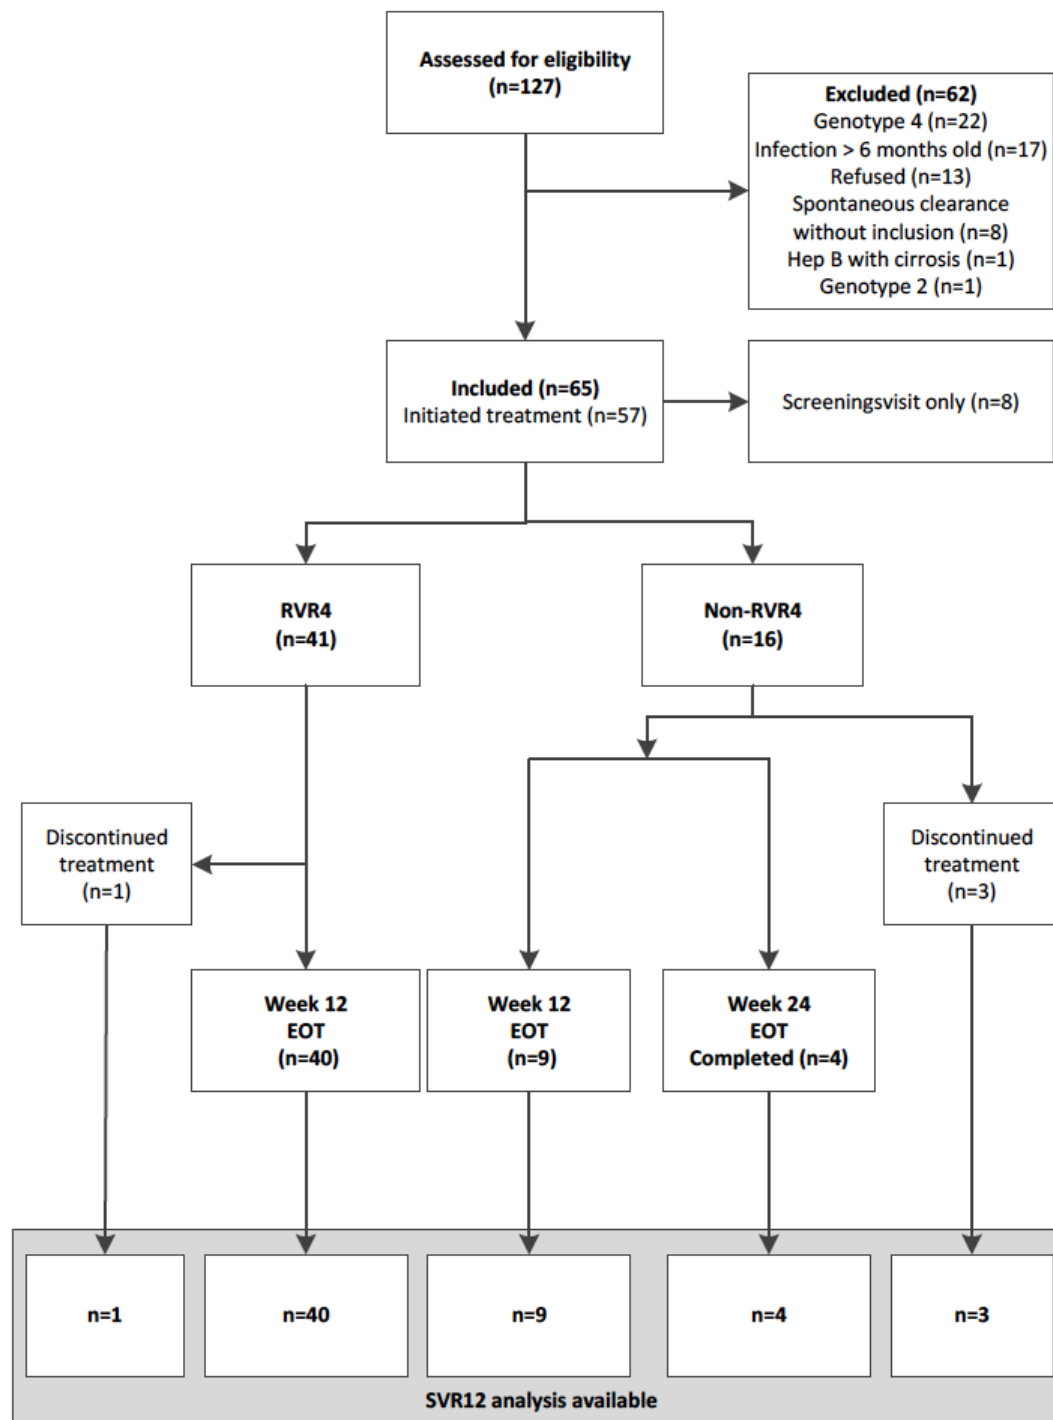 Assessed for eligibility
(n=127)
Excluded (n=62)
Genotype 4 (n=22)
Infection > 6 months old (n=17)
Refused (n=13)
Spontaneous clearance
without inclusion (n=8)
Hep B with cirrosis (n=1)
Genotype 2 (n=1)
Included (n=65)
Initiated treatment (n=57)
Screeningsvisit only (n=8)
RVR4
(n=41)
Non-RVR4
(n=16)
Discontinued
treatment
(n=1)
Discontinued
treatment
(n=3)
Week 12
EOT
(n=40)
Week 12
EOT
(n=9)
Week 24
EOT
Completed (n=4)
n=1
n=40
n=9
n=4
n=3
SVR12 analysis available